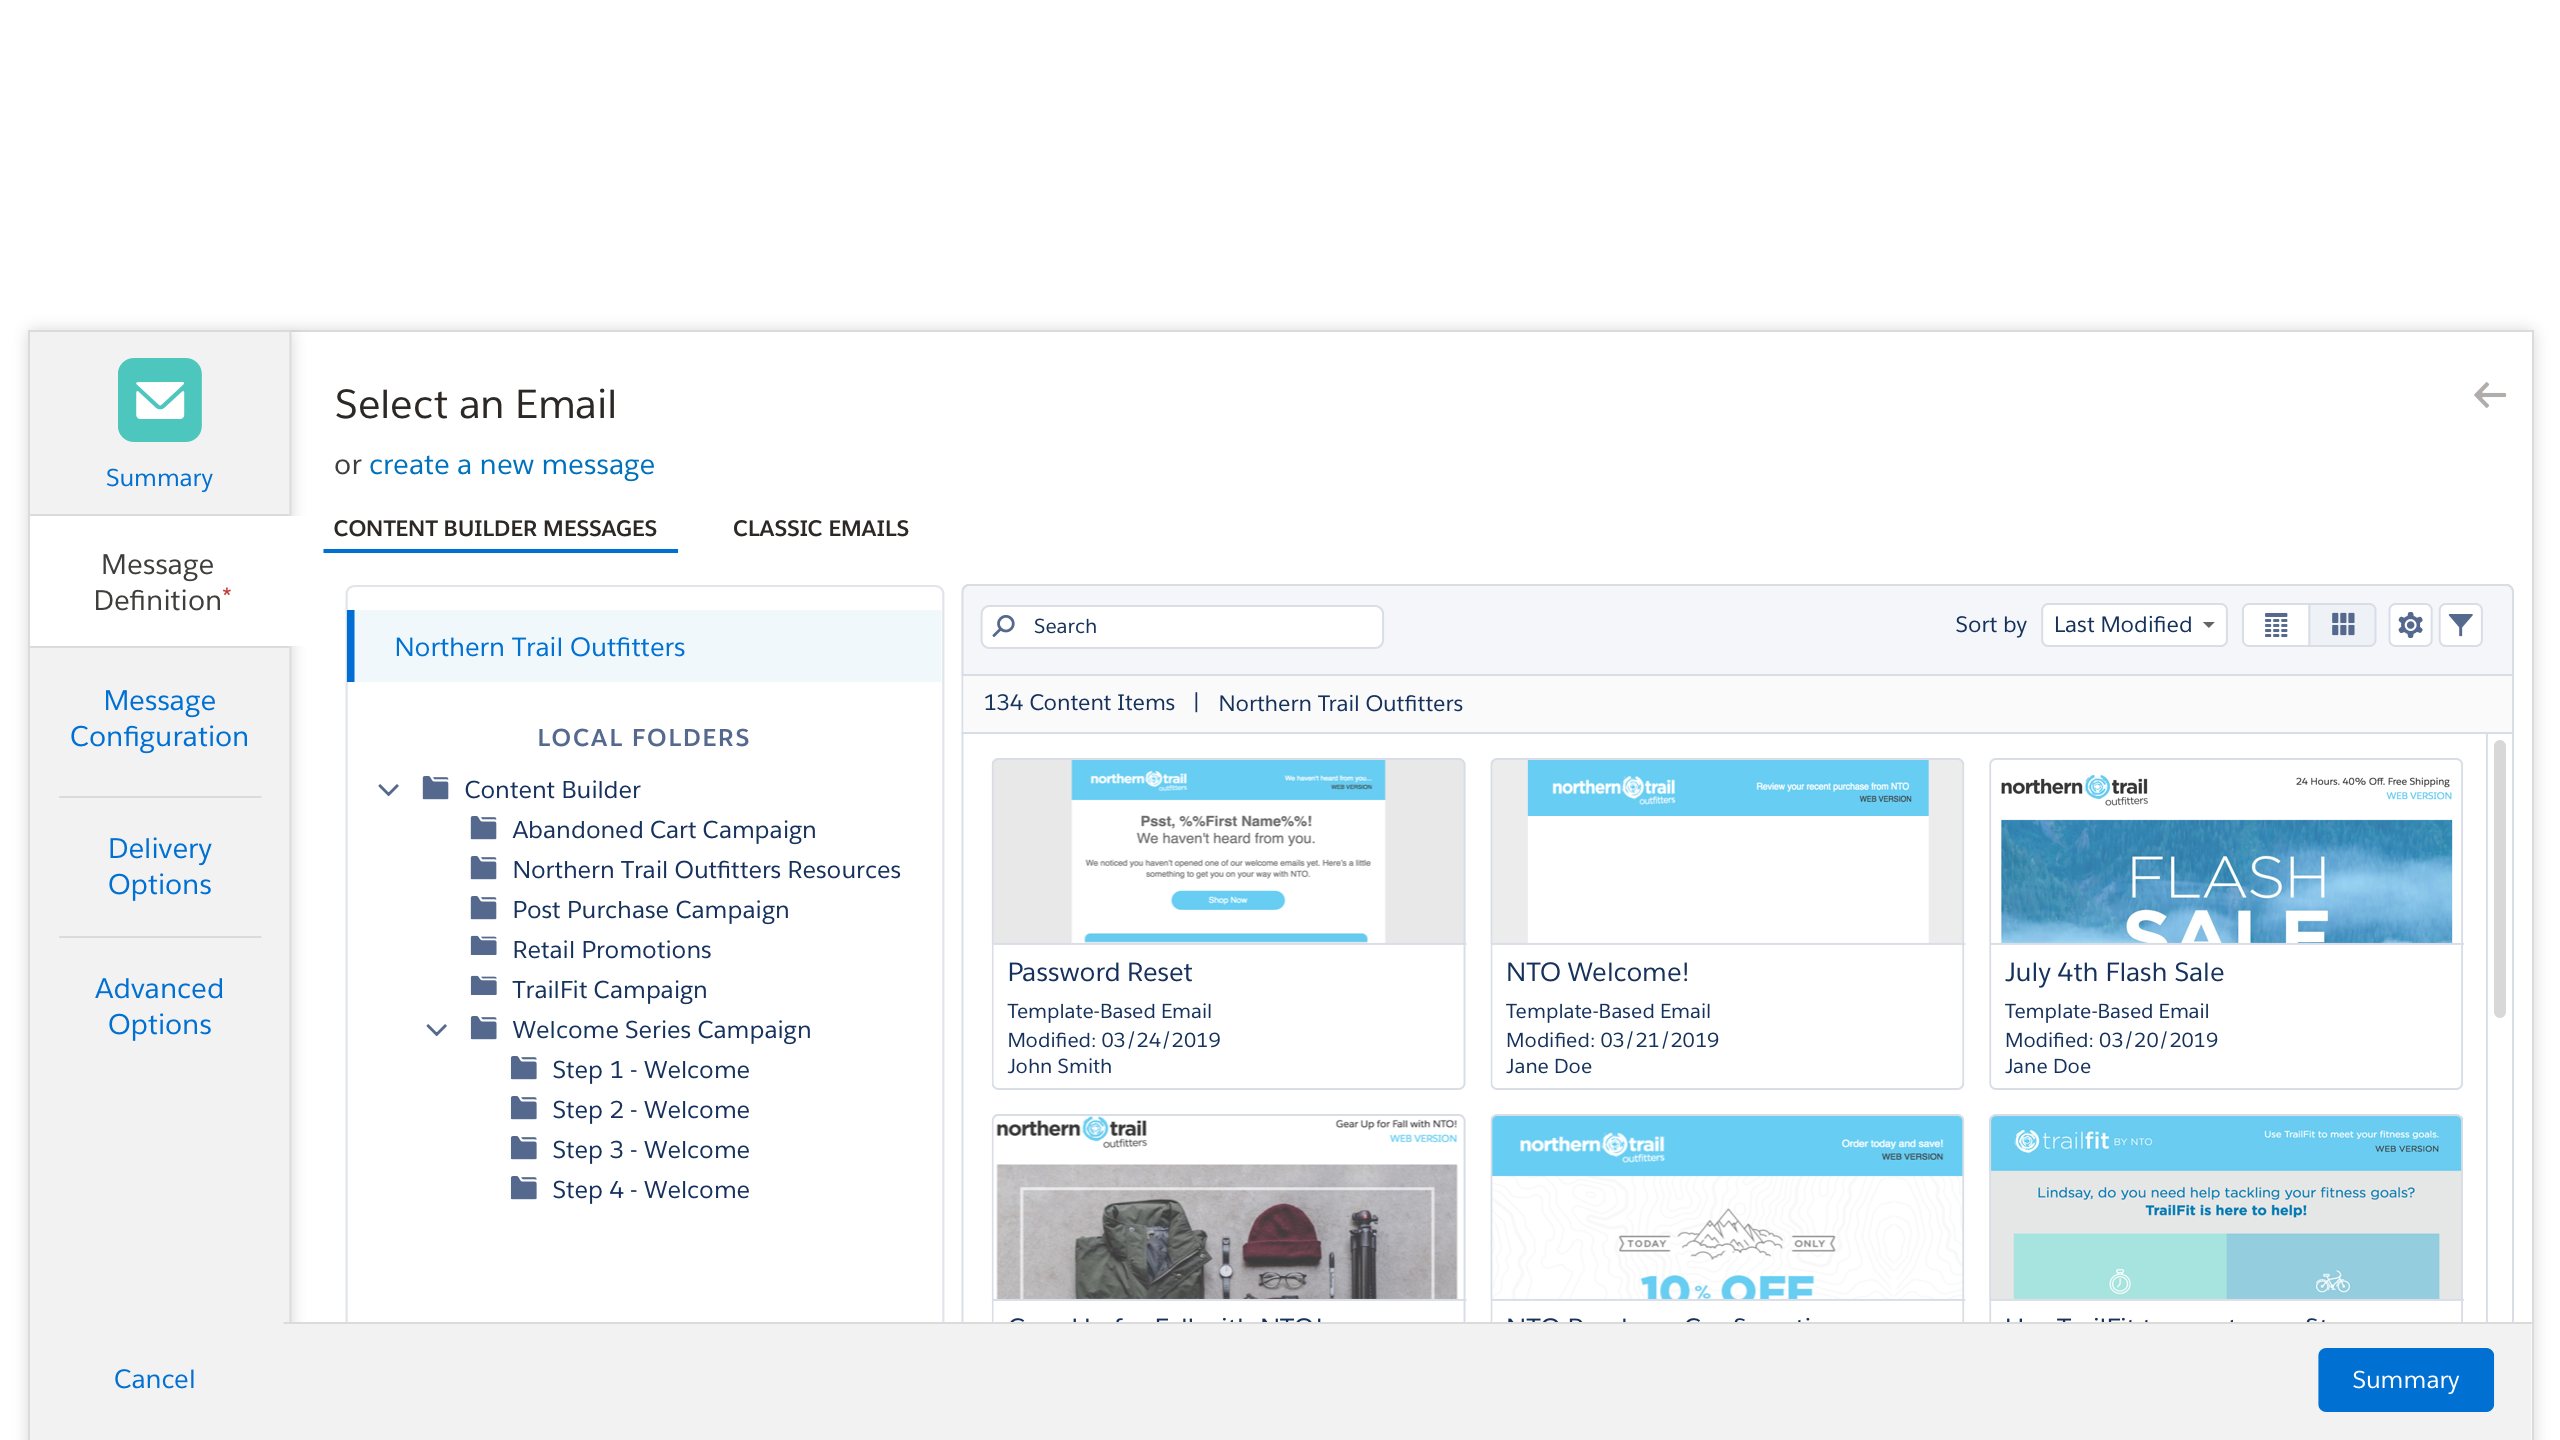 Summary
Message
Definition*
Message
Configuration
Delivery
Options
Advanced
Options
Cancel
Select an Email
or create a new message
CONTENT BUILDER MESSAGES
CLASSIC EMAILS
Northern Trail Outfitters
LOCAL FOLDERS
Content Builder
Abandoned Cart Campaign
Northern Trail Outfitters Resources
Post Purchase Campaign
Retail Promotions
TrailFit Campaign
Welcome Series Campaign
Step 1 - Welcome
Step 2 - Welcome
Step 3 - Welcome
Step 4 - Welcome
Search
Sort by Last Modified
134 Content Items | Northern Trail Outfitters
northern trail
outfitters
We haven't heard from you...
WEB VERSION
Psst, %%First Name%%!
We haven't heard from you.
We noticed you haven't opened one of our welcome emails yet. Here's a little
something to get you on your way with NTO.
Shop Now
Password Reset
Template-Based Email
Modified: 03/24/2019
John Smith
northern trail
outfitters
Review your recent purchase from NTO
WEB VERSION
NTO Welcome!
Template-Based Email
Modified: 03/21/2019
Jane Doe
northern trail
outfitters
24 Hours. 40% Off. Free Shipping
WEB VERSION
FLASH
SALE
July 4th Flash Sale
Template-Based Email
Modified: 03/20/2019
Jane Doe
northern trail
outfitters
Gear Up for Fall with NTO!
WEB VERSION
Gear Up for Fall with NTO!
northern trail
outfitters
Order today and save!
WEB VERSION
TODAY ONLY
10% OFF
trailfit BY NTO
Use TrailFit to meet your fitness goals.
WEB VERSION
Lindsay, do you need help tackling your fitness goals?
TrailFit is here to help!
Summary